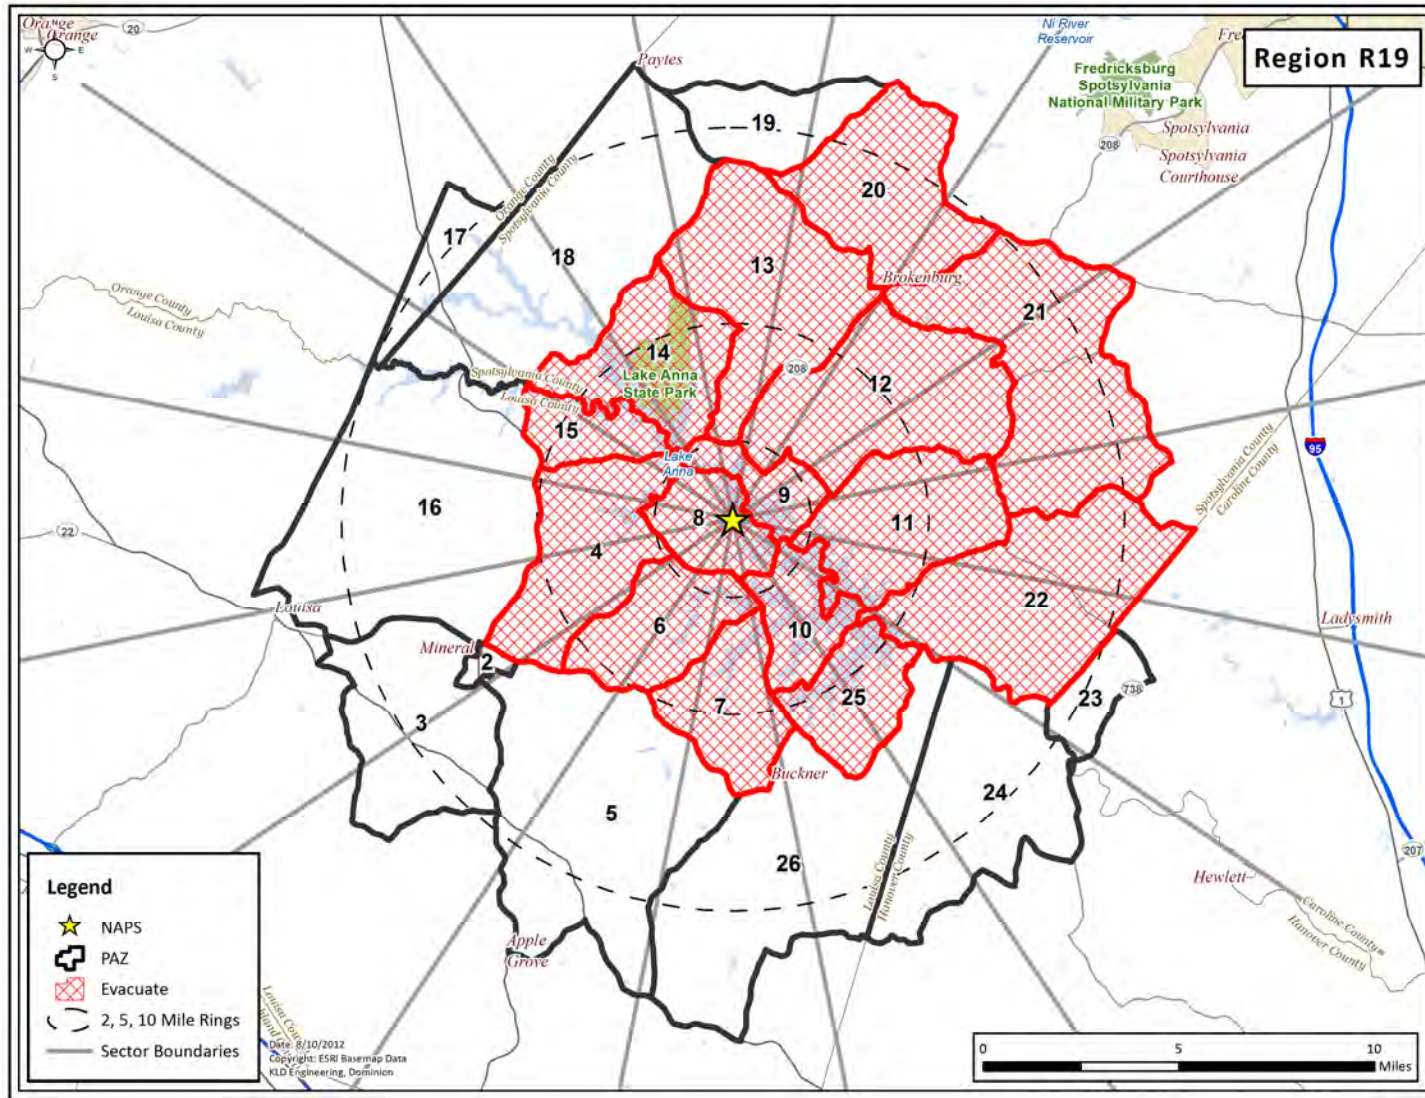 Orange
Orange
20
N
W
E
S
Paytes
Ni River
Reservoir
Fredricksburg
Spotsylvania
National Military Park
Fre
Region R19
Spotsylvania
208
Spotsylvania
Courthouse
19
20
17
Orange County
Spotsylvania County
18
13
Brokenburg
21
Orange County
Louisa County
14
Lake Anna
State Park
208
12
Spotsylvania County
Louisa County
15
Lake
Anna
95
Spotsylvania County
Caroline County
16
8
9
11
22
4
22
Louisa
6
10
Ladysmith
Mineral
2
23
738
1
3
7
25
Buckner
5
24
26
Louisa County
Hanover County
207
Hewlett
Caroline County
Hanover County
Apple
Grove
Legend
NAPS
PAZ
Evacuate
2, 5, 10 Mile Rings
Sector Boundaries
Louisa Cou
Date: 8/10/2012
Copyright: ESRI Basemap Data
KLD Engineering, Dominion
0
5
10
Miles